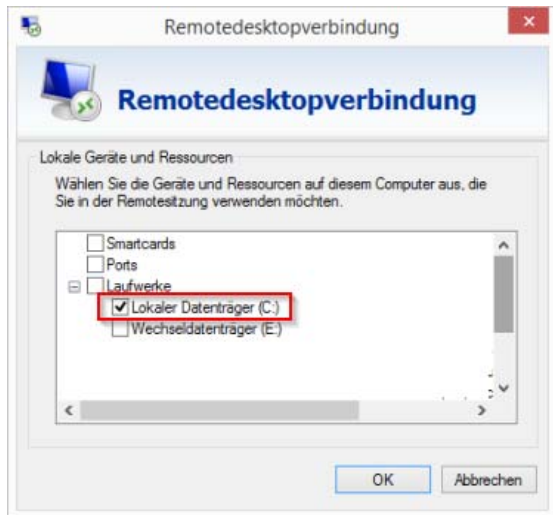 Remotedesktopverbindung
Remotedesktopverbindung
Lokale Geräte und Ressourcen
Wählen Sie die Geräte und Ressourcen auf diesem Computer aus, die
Sie in der Remotesitzung verwenden möchten.
Smartcards
Ports
Laufwerke
Lokaler Datenträger (C:)
Wechseldatenträger (E:)
OK
Abbrechen